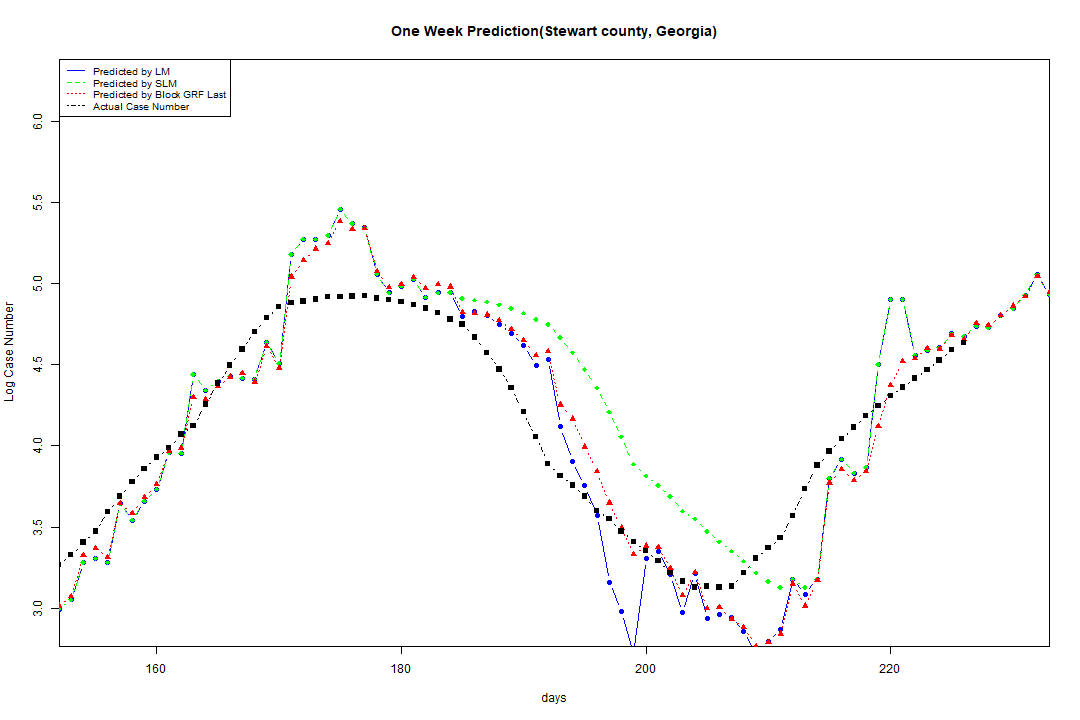 One Week Prediction(Stewart county, Georgia)
Predicted by LM
Predicted by SLM
Predicted by Block GRF Last
Actual Case Number
6.0
5.5
5.0
4.5
4.0
3.5
3.0
Log Case Number
160 180 200 220
days